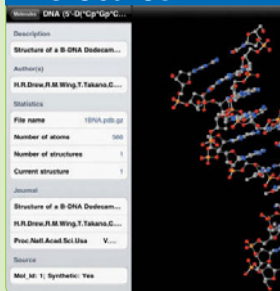 Molecules DNA (5'-D(*Cp*Gp*C...
Description
Structure of a B-DNA Dodecam...
Author(s)
H.R.Drew,R.M.Wing,T.Takano,C....
Statistics
File name 1BNA.pdb.gz
Number of atoms 566
Number of structures 1
Current structure 1
Journal
Structure of a B-DNA Dodecam...
H.R.Drew,R.M.Wing,T.Takano,C....
Proc.Natl.Acad.Sci.Usa V....
Source
Mol_Id: 1; Synthetic: Yes